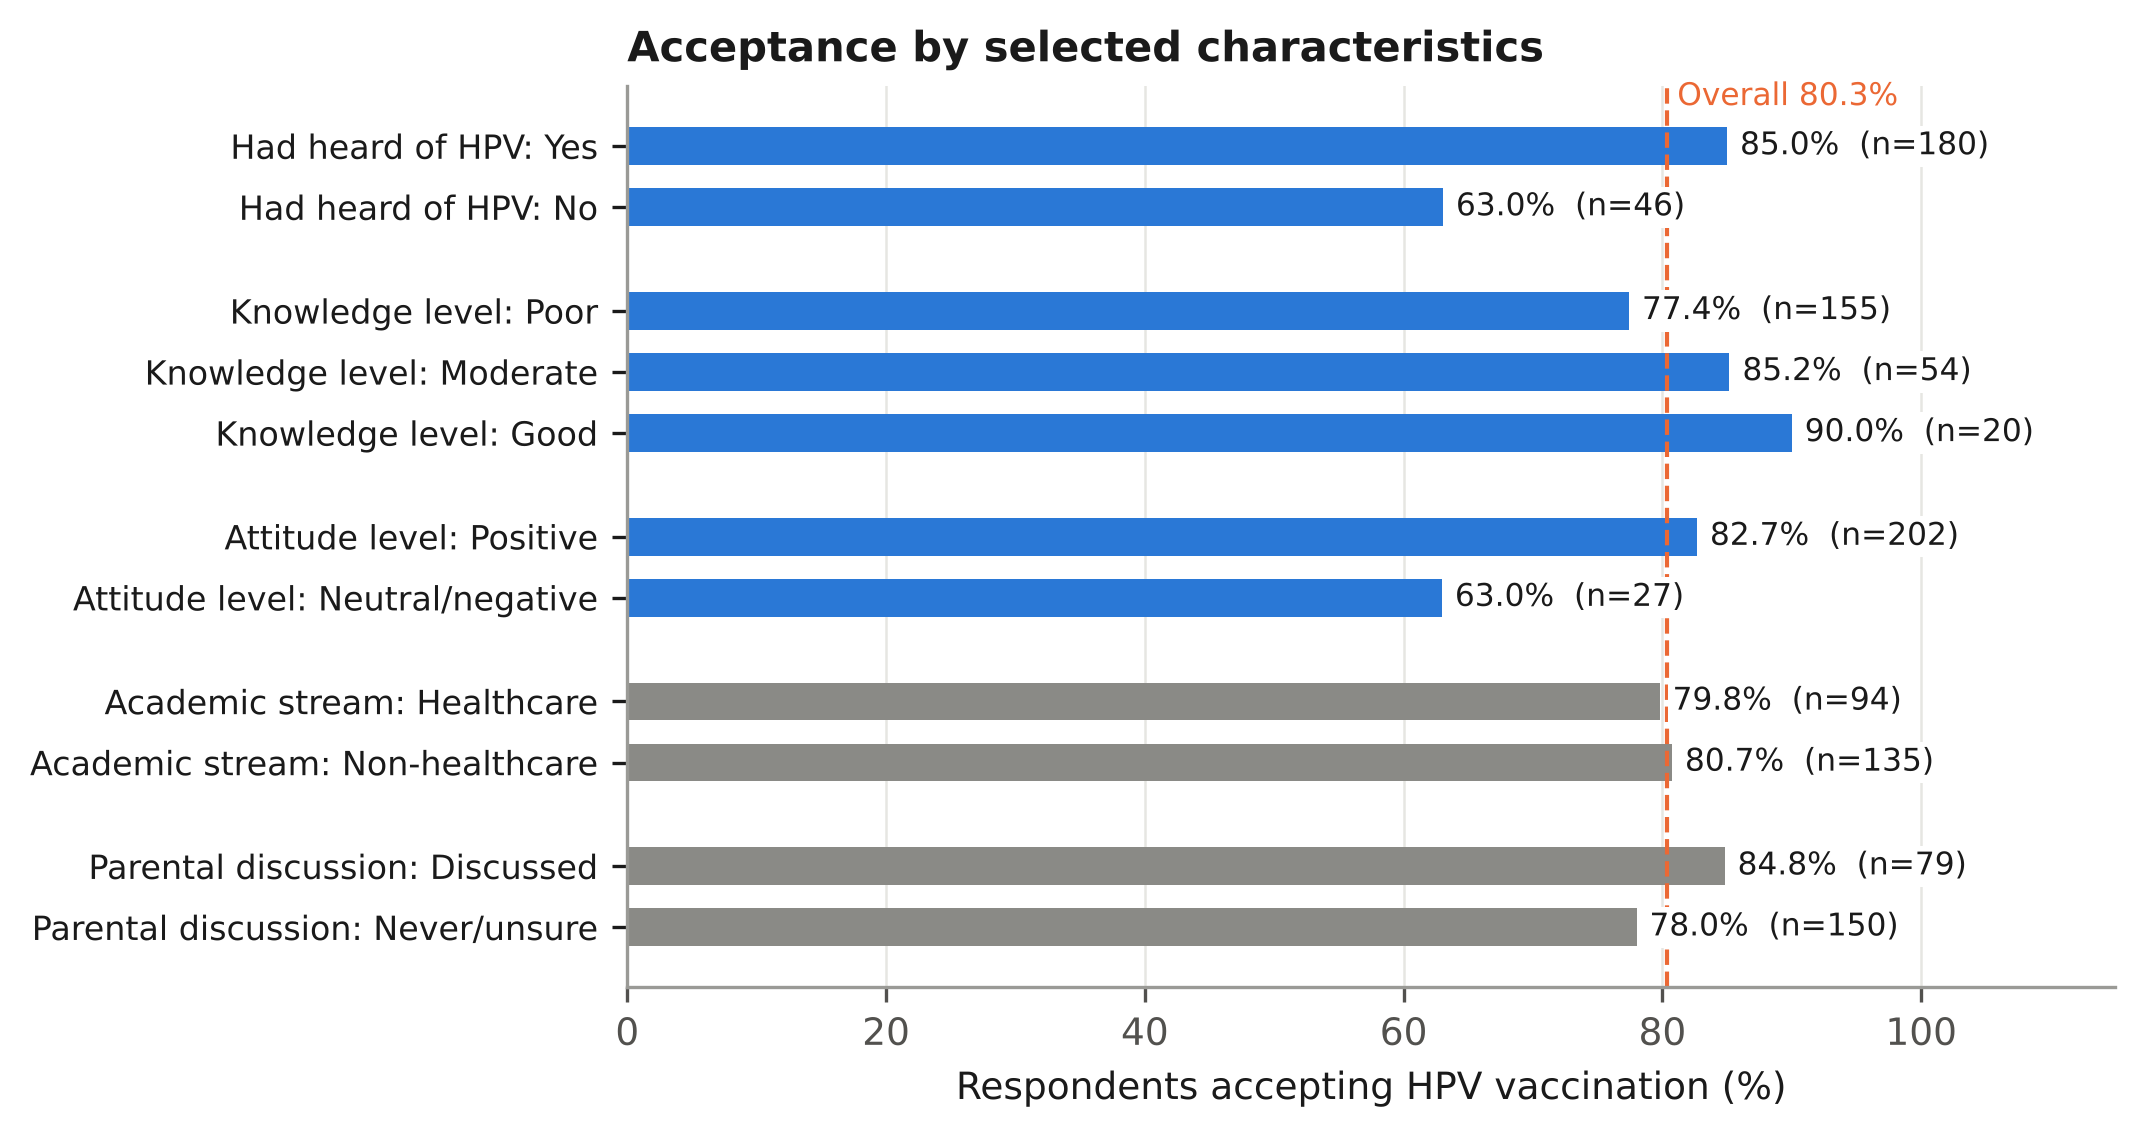 Acceptance by selected characteristics
Overall 80.3%
Had heard of HPV: Yes 85.0% (n=180)
Had heard of HPV: No 63.0% (n=46)
Knowledge level: Poor 77.4% (n=155)
Knowledge level: Moderate 85.2% (n=54)
Knowledge level: Good 90.0% (n=20)
Attitude level: Positive 82.7% (n=202)
Attitude level: Neutral/negative 63.0% (n=27)
Academic stream: Healthcare 79.8% (n=94)
Academic stream: Non-healthcare 80.7% (n=135)
Parental discussion: Discussed 84.8% (n=79)
Parental discussion: Never/unsure 78.0% (n=150)
0 20 40 60 80 100
Respondents accepting HPV vaccination (%)